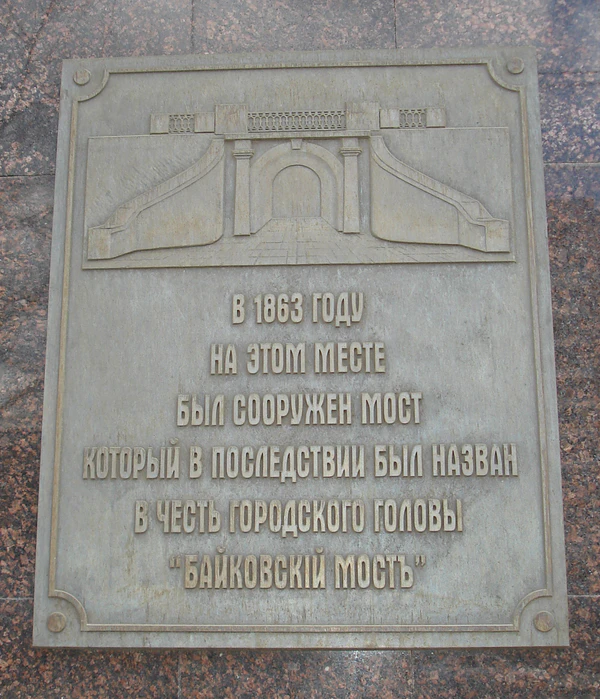 В 1863 ГОДУ
НА ЭТОМ МЕСТЕ
БЫЛ СООРУЖЕН МОСТ
КОТОРЫЙ В ПОСЛЕДСТВИИ БЫЛ НАЗВАН
В ЧЕСТЬ ГОРОДСКОГО ГОЛОВЫ
"БАЙКОВСКIЙ МОСТЪ"